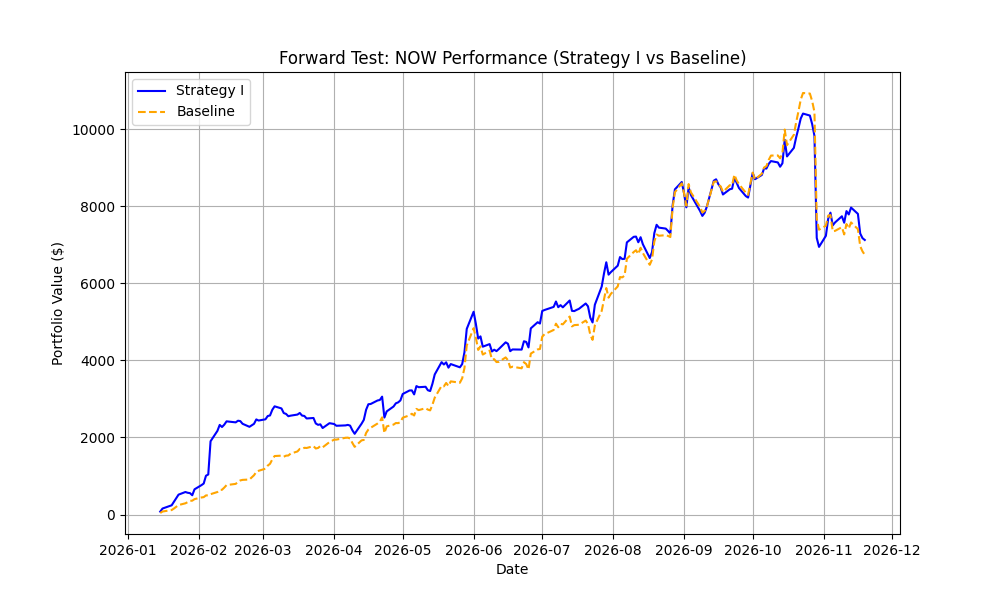 Forward Test: NOW Performance (Strategy I vs Baseline)
Strategy I
Baseline
Portfolio Value ($)
10000
8000
6000
4000
2000
0
2026-01 2026-02 2026-03 2026-04 2026-05 2026-06 2026-07 2026-08 2026-09 2026-10 2026-11 2026-12
Date